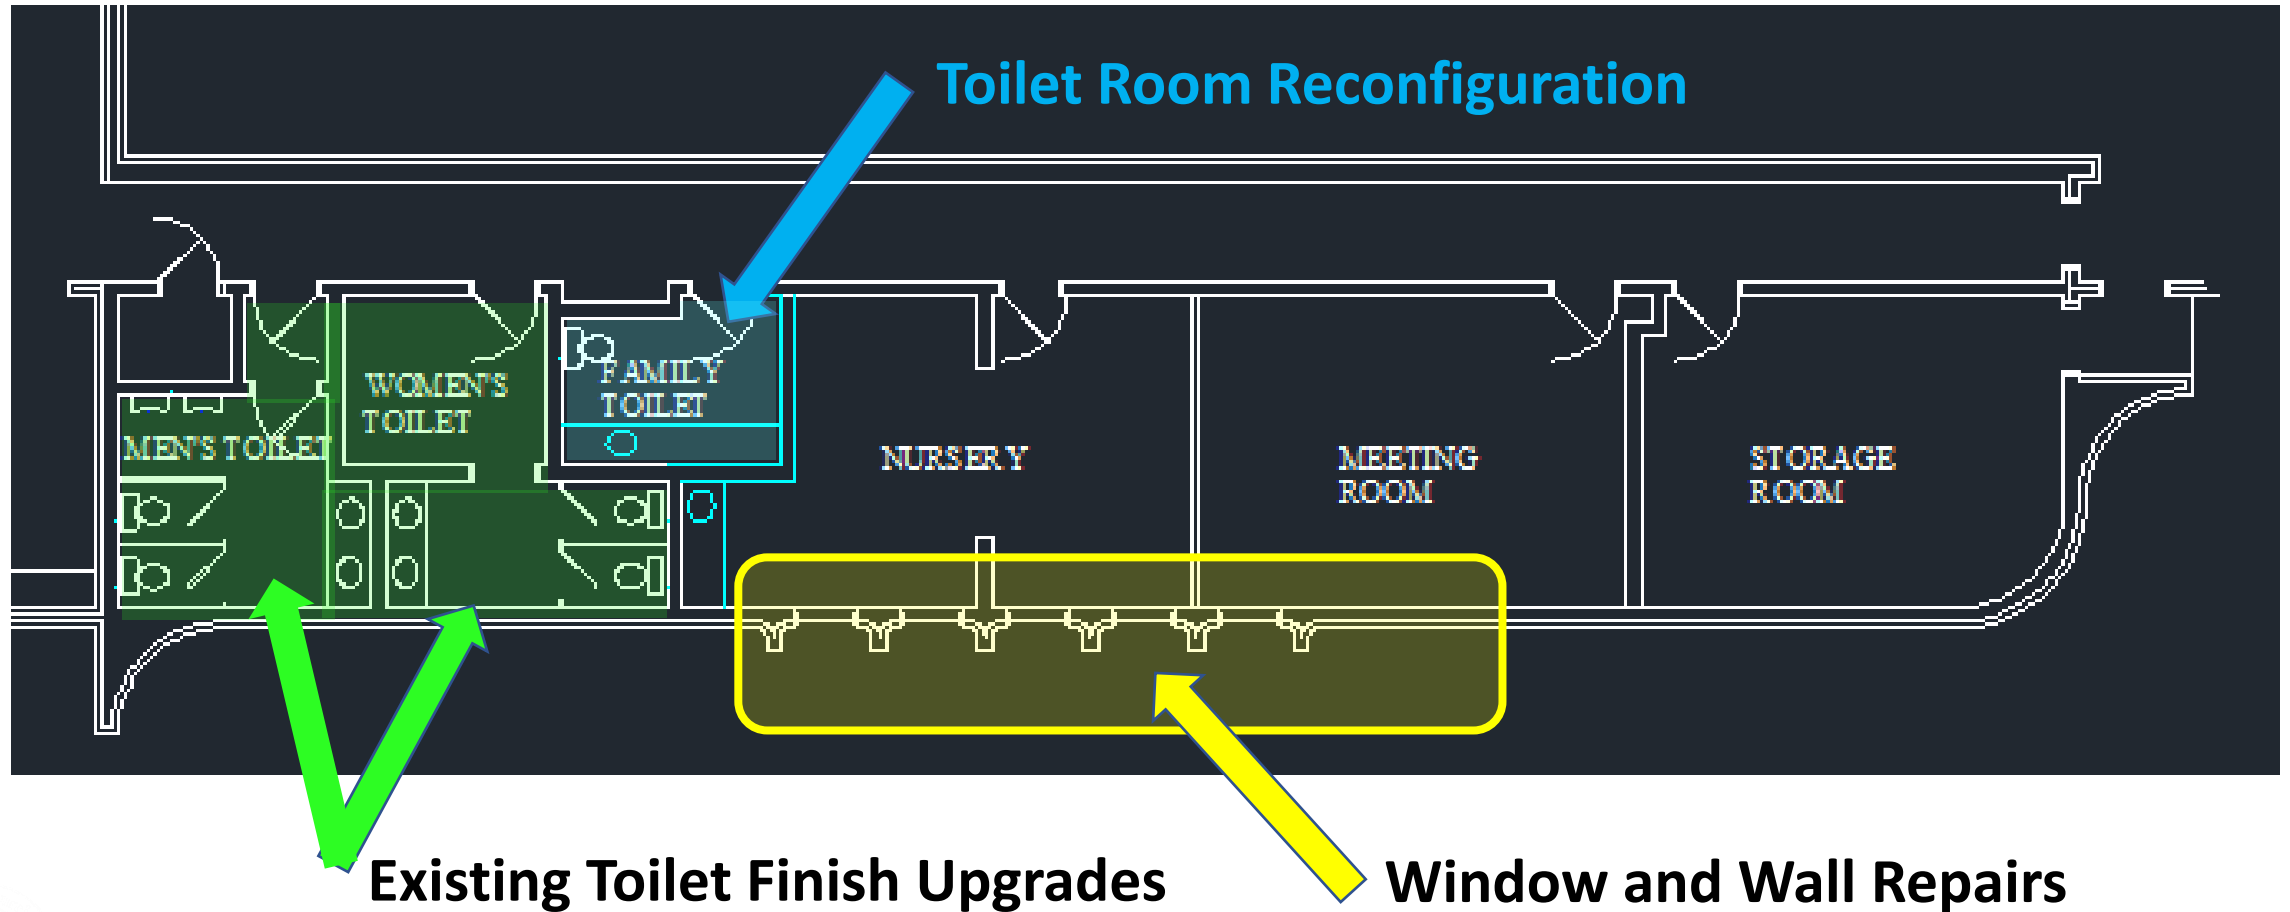 Toilet Room Reconfiguration
WOMEN'S
TOILET
FAMILY
TOILET
MEN'S TOILET
NURSERY
MEETING
ROOM
STORAGE
ROOM
Existing Toilet Finish Upgrades
Window and Wall Repairs